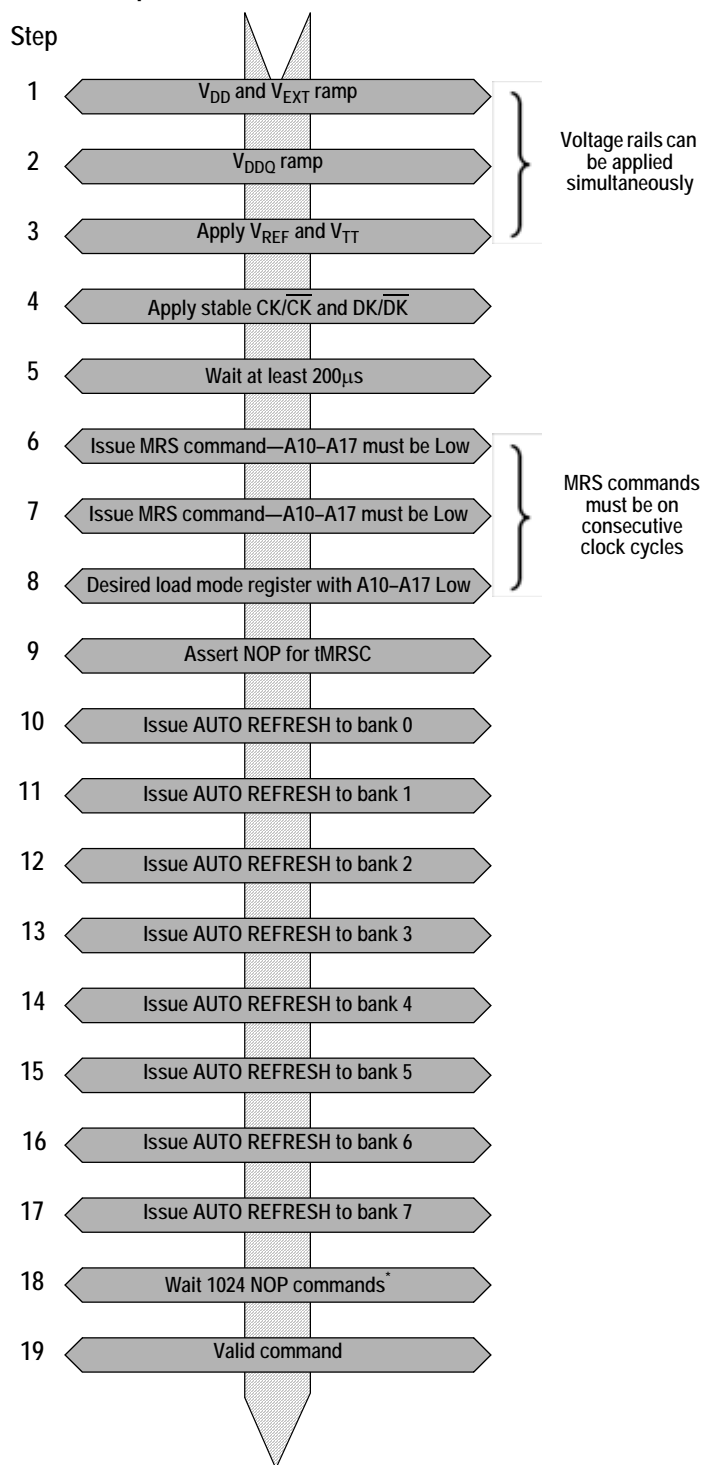 Step
1 V_DD and V_EXT ramp
2 V_DDQ ramp
3 Apply V_REF and V_TT
Voltage rails can
be applied
simultaneously
4 Apply stable CK/C̅K̅ and DK/D̅K̅
5 Wait at least 200μs
6 Issue MRS command—A10–A17 must be Low
7 Issue MRS command—A10–A17 must be Low
8 Desired load mode register with A10–A17 Low
MRS commands
must be on
consecutive
clock cycles
9 Assert NOP for tMRSC
10 Issue AUTO REFRESH to bank 0
11 Issue AUTO REFRESH to bank 1
12 Issue AUTO REFRESH to bank 2
13 Issue AUTO REFRESH to bank 3
14 Issue AUTO REFRESH to bank 4
15 Issue AUTO REFRESH to bank 5
16 Issue AUTO REFRESH to bank 6
17 Issue AUTO REFRESH to bank 7
18 Wait 1024 NOP commands*
19 Valid command